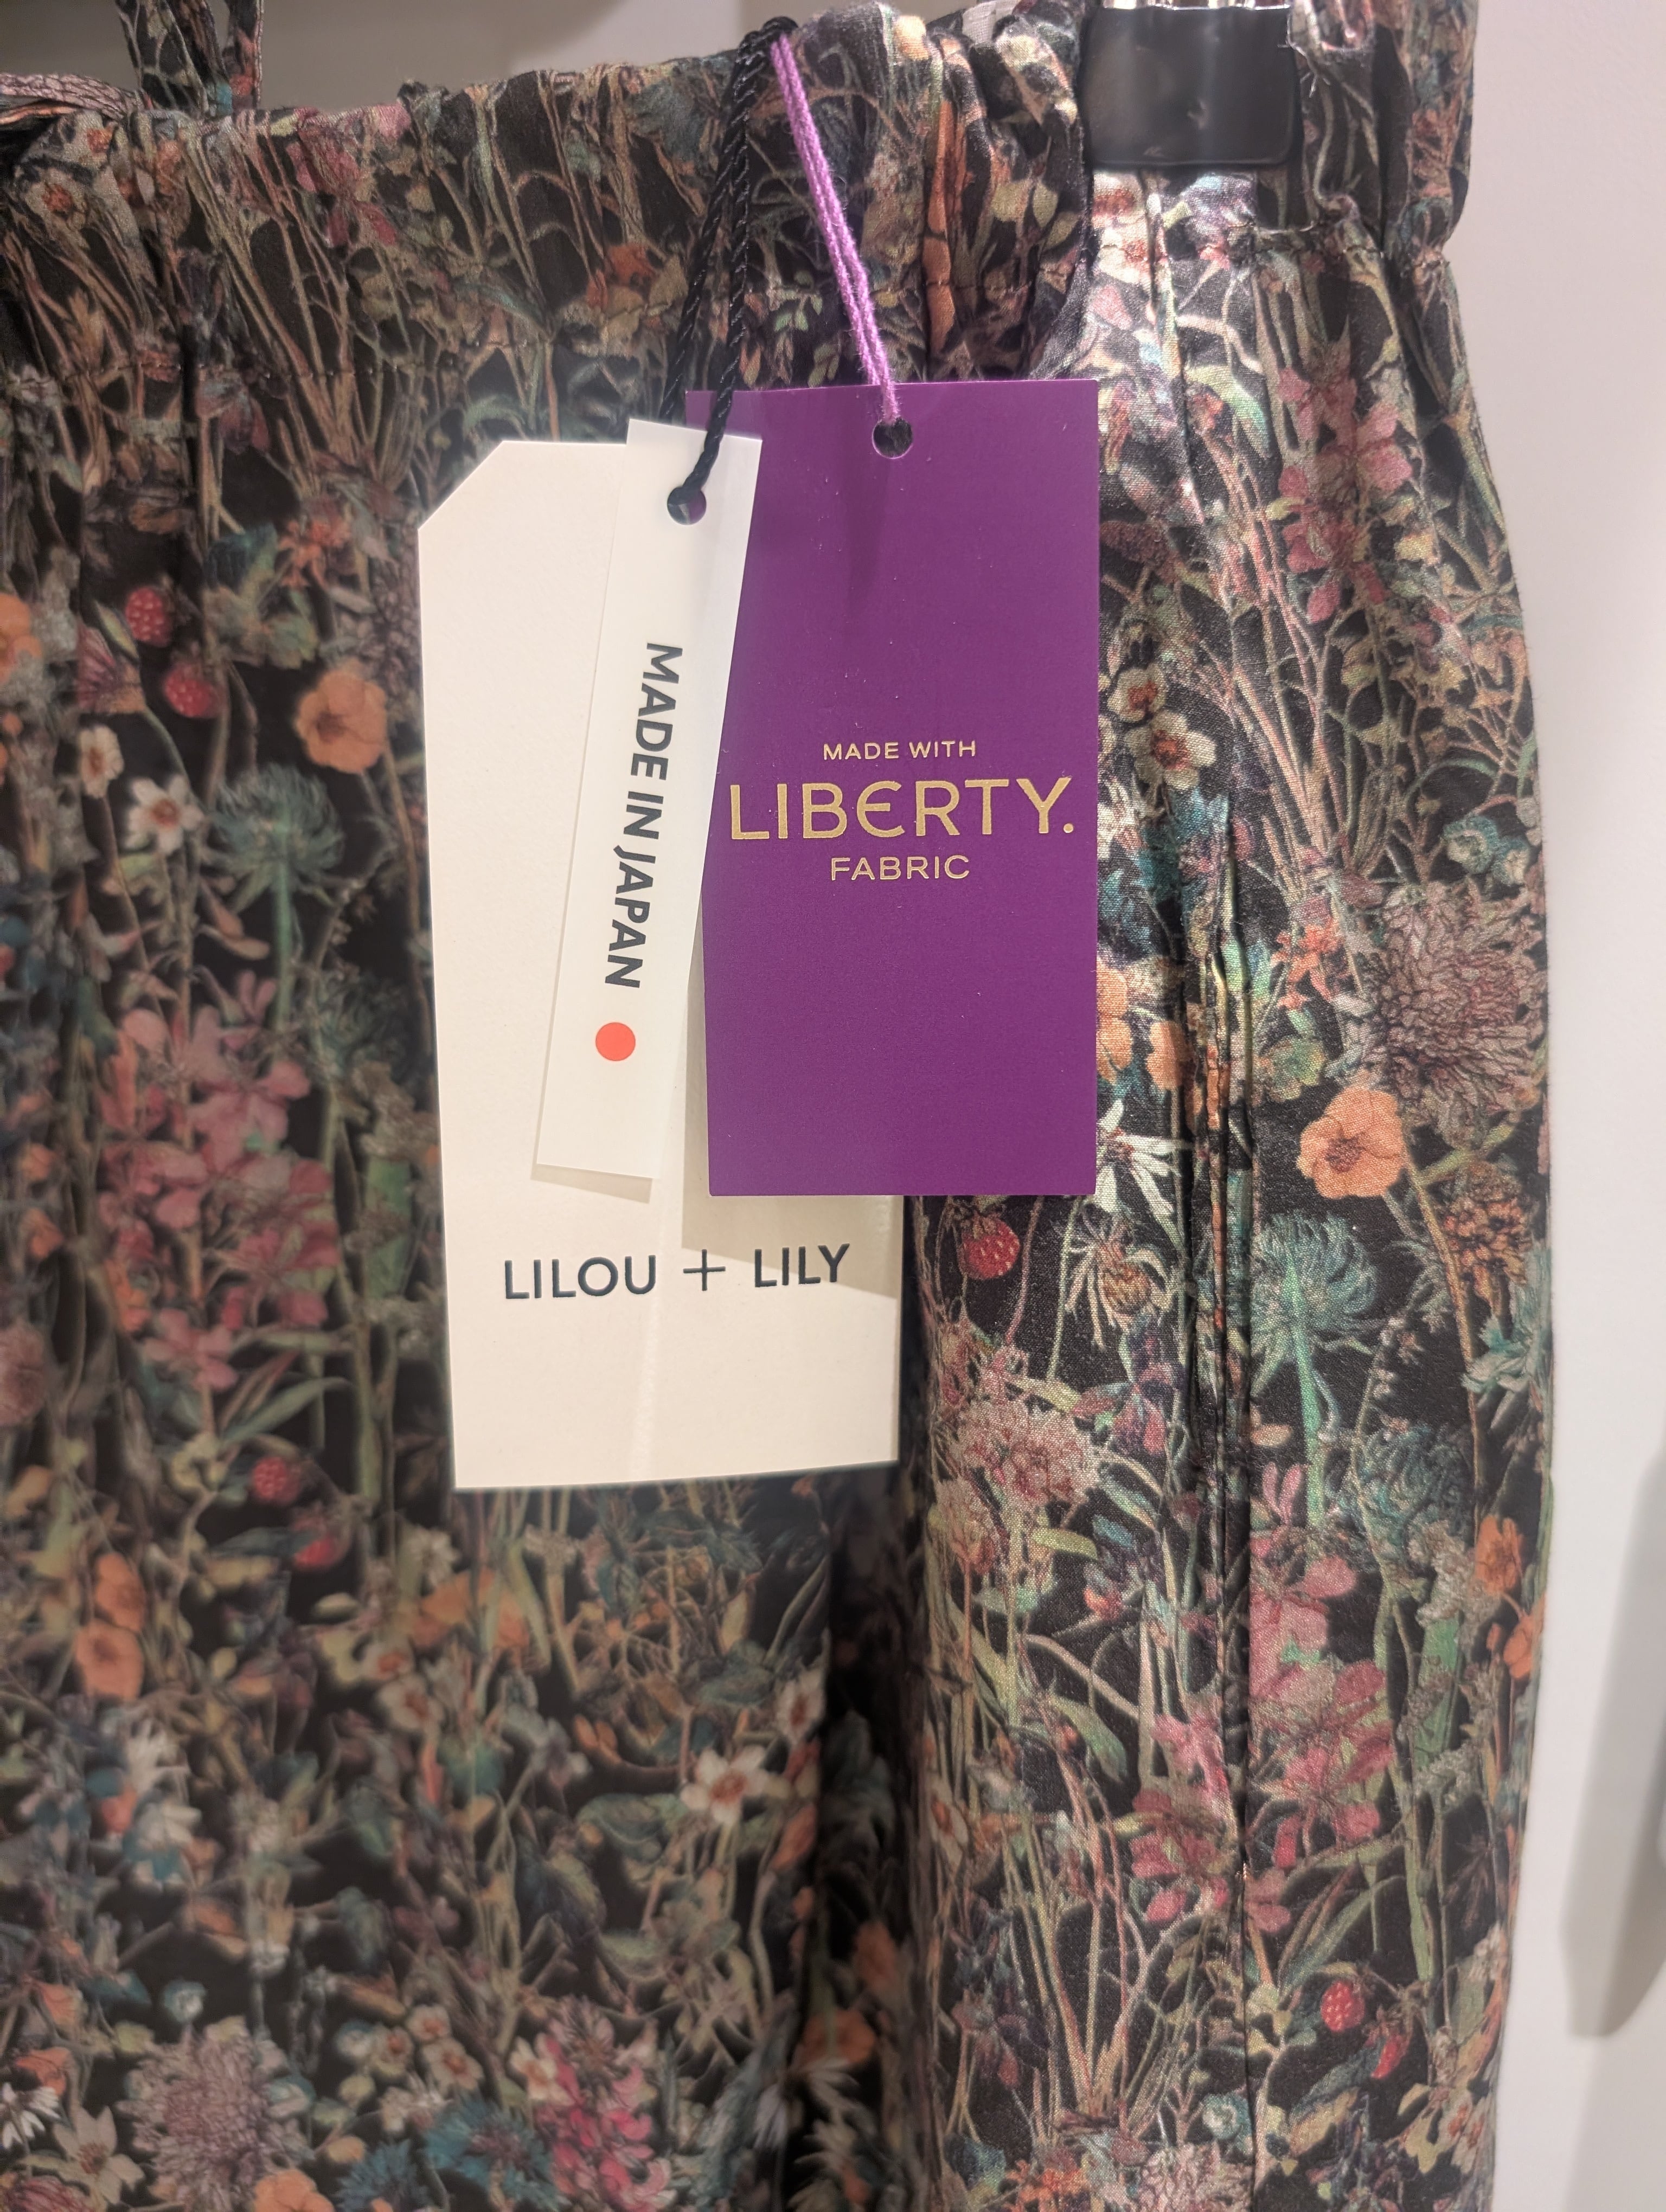 MADE IN JAPAN
MADE WITH
LIBERTY.
FABRIC
LILOU + LILY